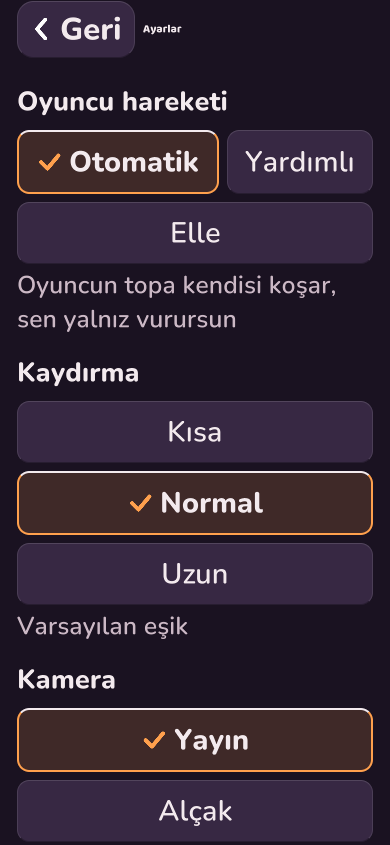 Geri
Ayarlar
Oyuncu hareketi
Otomatik
Yardımlı
Elle
Oyuncun topa kendisi koşar,
sen yalnız vurursun
Kaydırma
Kısa
Normal
Uzun
Varsayılan eşik
Kamera
Yayın
Alçak